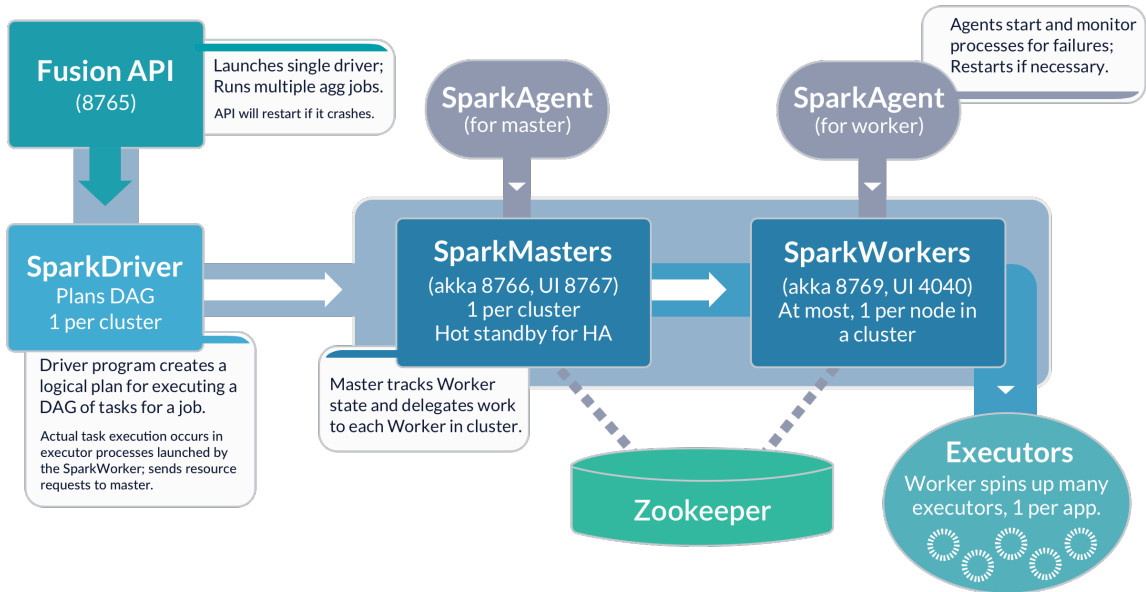 Fusion API
(8765)
Launches single driver;
Runs multiple agg jobs.
API will restart if it crashes.
SparkAgent
(for master)
SparkAgent
(for worker)
Agents start and monitor
processes for failures;
Restarts if necessary.
SparkDriver
Plans DAG
1 per cluster
Driver program creates a
logical plan for executing a
DAG of tasks for a job.
Actual task execution occurs in
executor processes launched by
the SparkWorker; sends resource
requests to master.
SparkMasters
(akka 8766, UI 8767)
1 per cluster
Hot standby for HA
Master tracks Worker
state and delegates work
to each Worker in cluster.
SparkWorkers
(akka 8769, UI 4040)
At most, 1 per node in
a cluster
Zookeeper
Executors
Worker spins up many
executors, 1 per app.